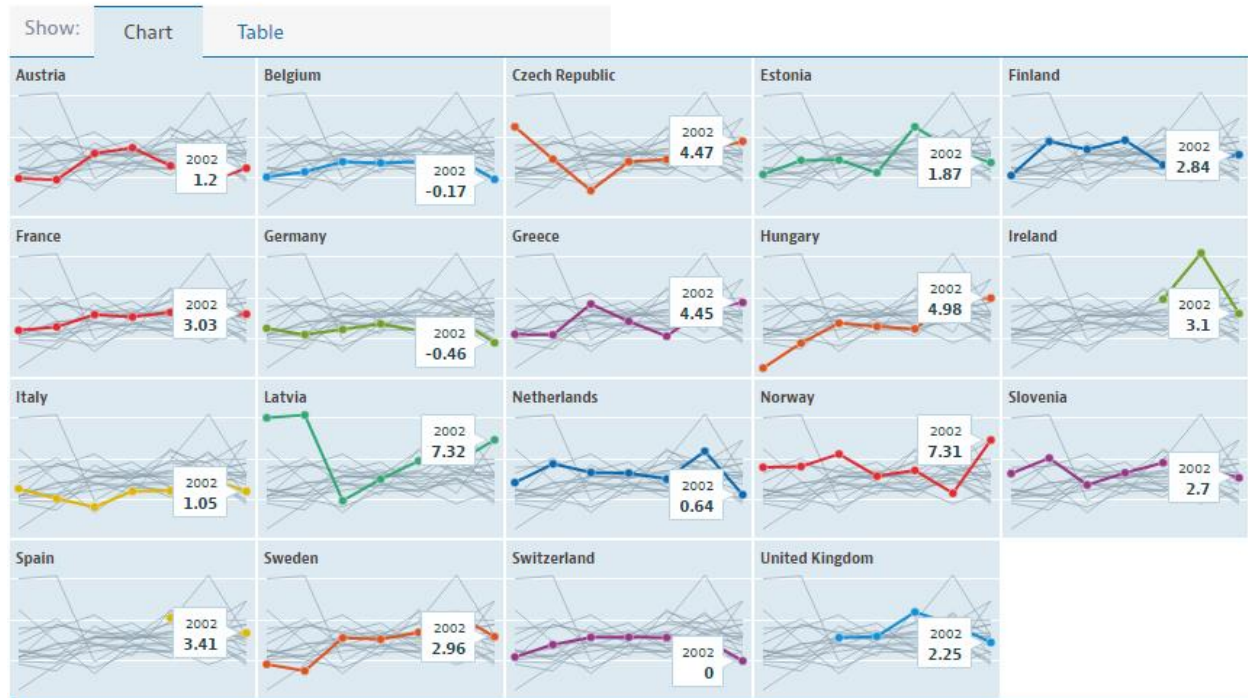 Show: Chart Table
Austria
2002
1.2
Belgium
2002
-0.17
Czech Republic
2002
4.47
Estonia
2002
1.87
Finland
2002
2.84
France
2002
3.03
Germany
2002
-0.46
Greece
2002
4.45
Hungary
2002
4.98
Ireland
2002
3.1
Italy
2002
1.05
Latvia
2002
7.32
Netherlands
2002
0.64
Norway
2002
7.31
Slovenia
2002
2.7
Spain
2002
3.41
Sweden
2002
2.96
Switzerland
2002
0
United Kingdom
2002
2.25